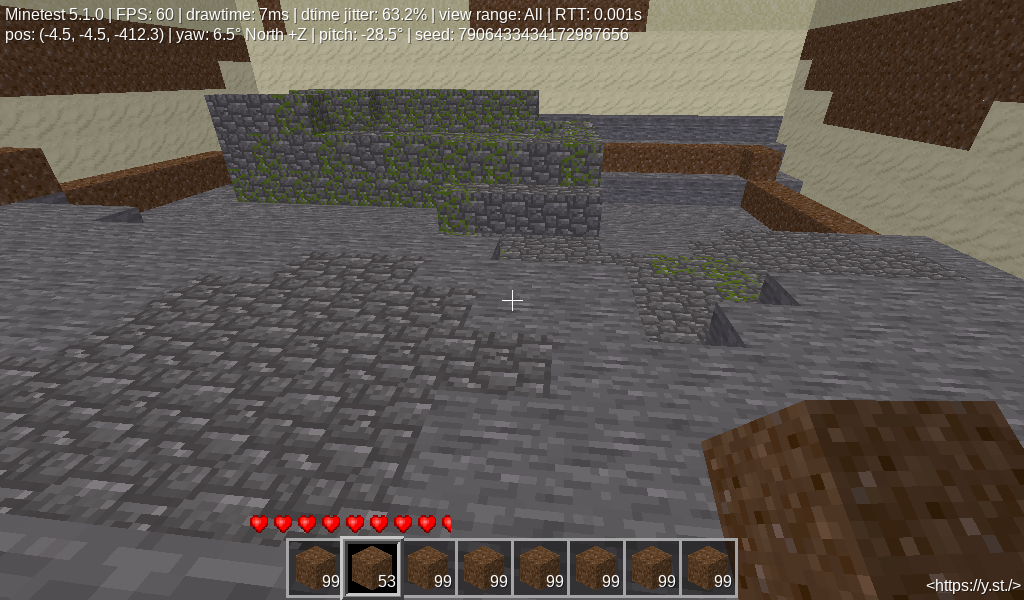 Minetest 5.1.0 | FPS: 60 | drawtime: 7ms | dtime jitter: 63.2% | view range: All | RTT: 0.001s
pos: (-4.5, -4.5, -412.3) | yaw: 6.5° North +Z | pitch: -28.5° | seed: 7906433434172987656
99 53 99 99 99 99 99 99
<https://y.st./>